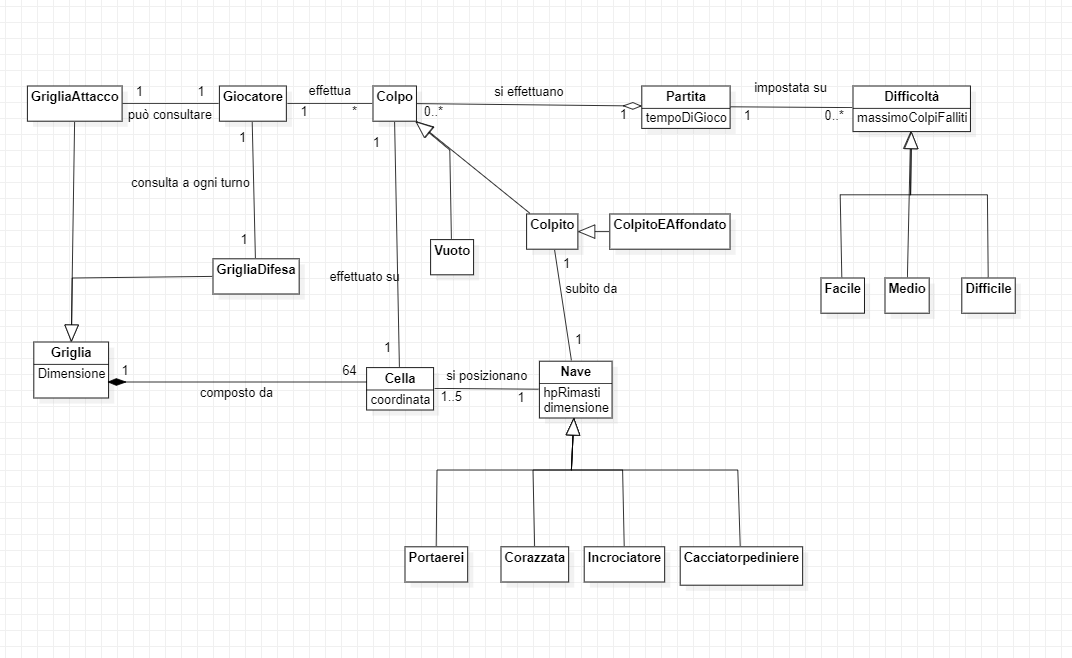 impostata su
effettua
si effettuano
GrigliaAttacco
1
1
Giocatore
Colpo
Partita
Difficoltà
può consultare
1
*
0..*
1
tempoDiGioco
1
0..*
massimoColpiFalliti
1
1
consulta a ogni turno
Colpito
ColpitoEAffondato
1
Vuoto
GrigliaDifesa
effettuato su
1
subito da
Facile
Medio
Difficile
1
1
Griglia
Dimensione
1
64
composto da
Cella
coordinata
si posizionano
1..5
1
Nave
hpRimasti
dimensione
Portaerei
Corazzata
Incrociatore
Cacciatorpediniere